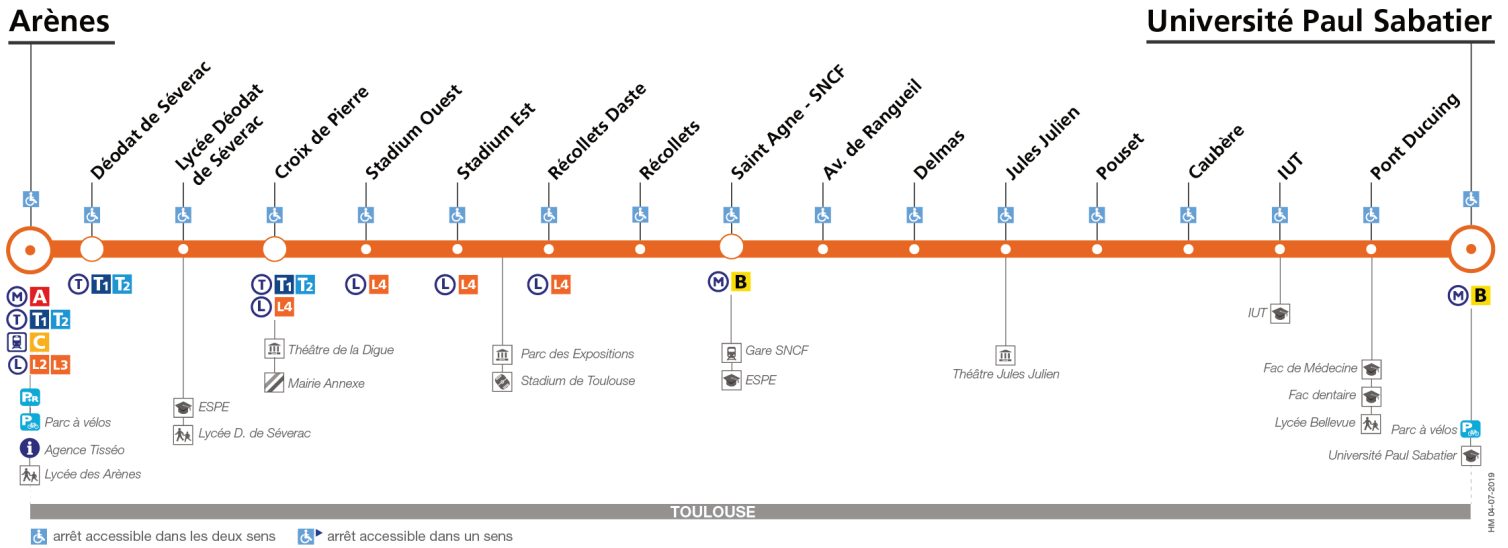 Arènes
Université Paul Sabatier
Déodat de Séverac
Lycée Déodat
de Séverac
Croix de Pierre
Stadium Ouest
Stadium Est
Récollets Daste
Récollets
Saint Agne - SNCF
Av. de Rangueil
Delmas
Jules Julien
Pouset
Caubère
IUT
Pont Ducuing
M A
T T1 T2
C
L L2 L3
PR
P Parc à vélos
i Agence Tisséo
Lycée des Arènes
T T1 T2
ESPE
Lycée D. de Séverac
T T1 T2
L L4
Théâtre de la Digue
Mairie Annexe
L L4
L L4
Parc des Expositions
Stadium de Toulouse
L L4
M B
Gare SNCF
ESPE
Théâtre Jules Julien
IUT
Fac de Médecine
Fac dentaire
Lycée Bellevue
M B
Parc à vélos P
Université Paul Sabatier
TOULOUSE
arrêt accessible dans les deux sens
arrêt accessible dans un sens
HM 04-07-2019